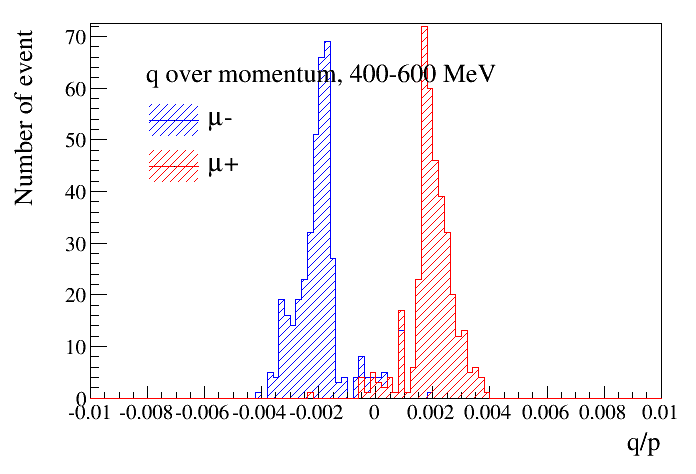 Number of event
q over momentum, 400-600 MeV
μ-
μ+
70
60
50
40
30
20
10
0
-0.01 -0.008 -0.006 -0.004 -0.002 0 0.002 0.004 0.006 0.008 0.01
q/p